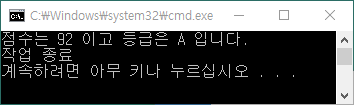 C:\Windows\system32\cmd.exe
점수는 92 이고 등급은 A 입니다.
작업 종료
계속하려면 아무 키나 누르십시오 . . .